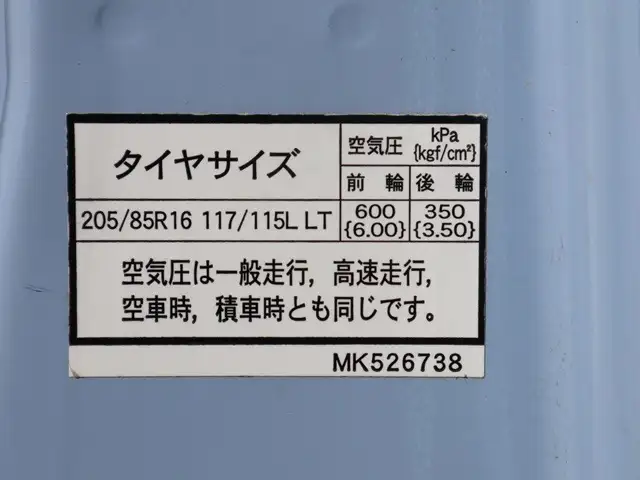 タイヤサイズ
空気圧 kPa {kgf/cm²}
前輪 後輪
205/85R16 117/115L LT 600 {6.00} 350 {3.50}
空気圧は一般走行, 高速走行,
空車時, 積車時とも同じです。
MK526738